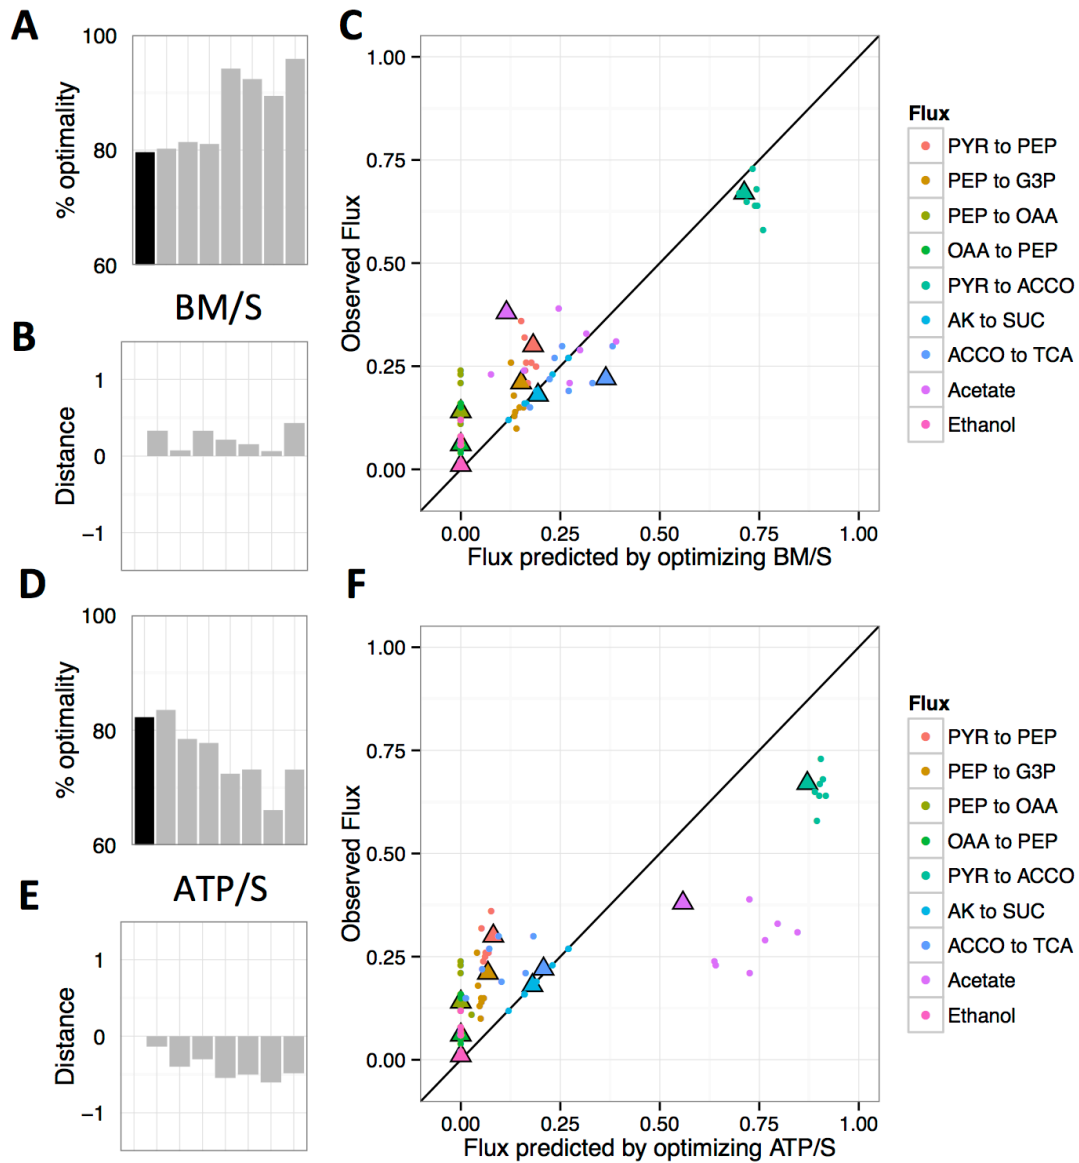 A
% optimality
100
80
60
BM/S
B
Distance
1
0
−1
C
Observed Flux
1.00
0.75
0.50
0.25
0.00
0.00 0.25 0.50 0.75 1.00
Flux predicted by optimizing BM/S
Flux
PYR to PEP
PEP to G3P
PEP to OAA
OAA to PEP
PYR to ACCO
AK to SUC
ACCO to TCA
Acetate
Ethanol
D
% optimality
100
80
60
ATP/S
E
Distance
1
0
−1
F
Observed Flux
1.00
0.75
0.50
0.25
0.00
0.00 0.25 0.50 0.75 1.00
Flux predicted by optimizing ATP/S
Flux
PYR to PEP
PEP to G3P
PEP to OAA
OAA to PEP
PYR to ACCO
AK to SUC
ACCO to TCA
Acetate
Ethanol